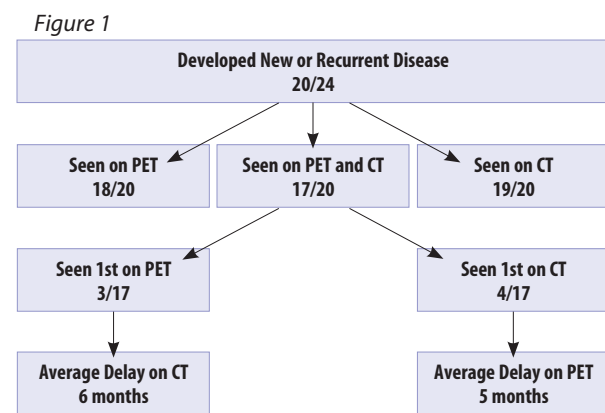 Figure 1
Developed New or Recurrent Disease
20/24
Seen on PET
18/20
Seen on PET and CT
17/20
Seen on CT
19/20
Seen 1st on PET
3/17
Seen 1st on CT
4/17
Average Delay on CT
6 months
Average Delay on PET
5 months